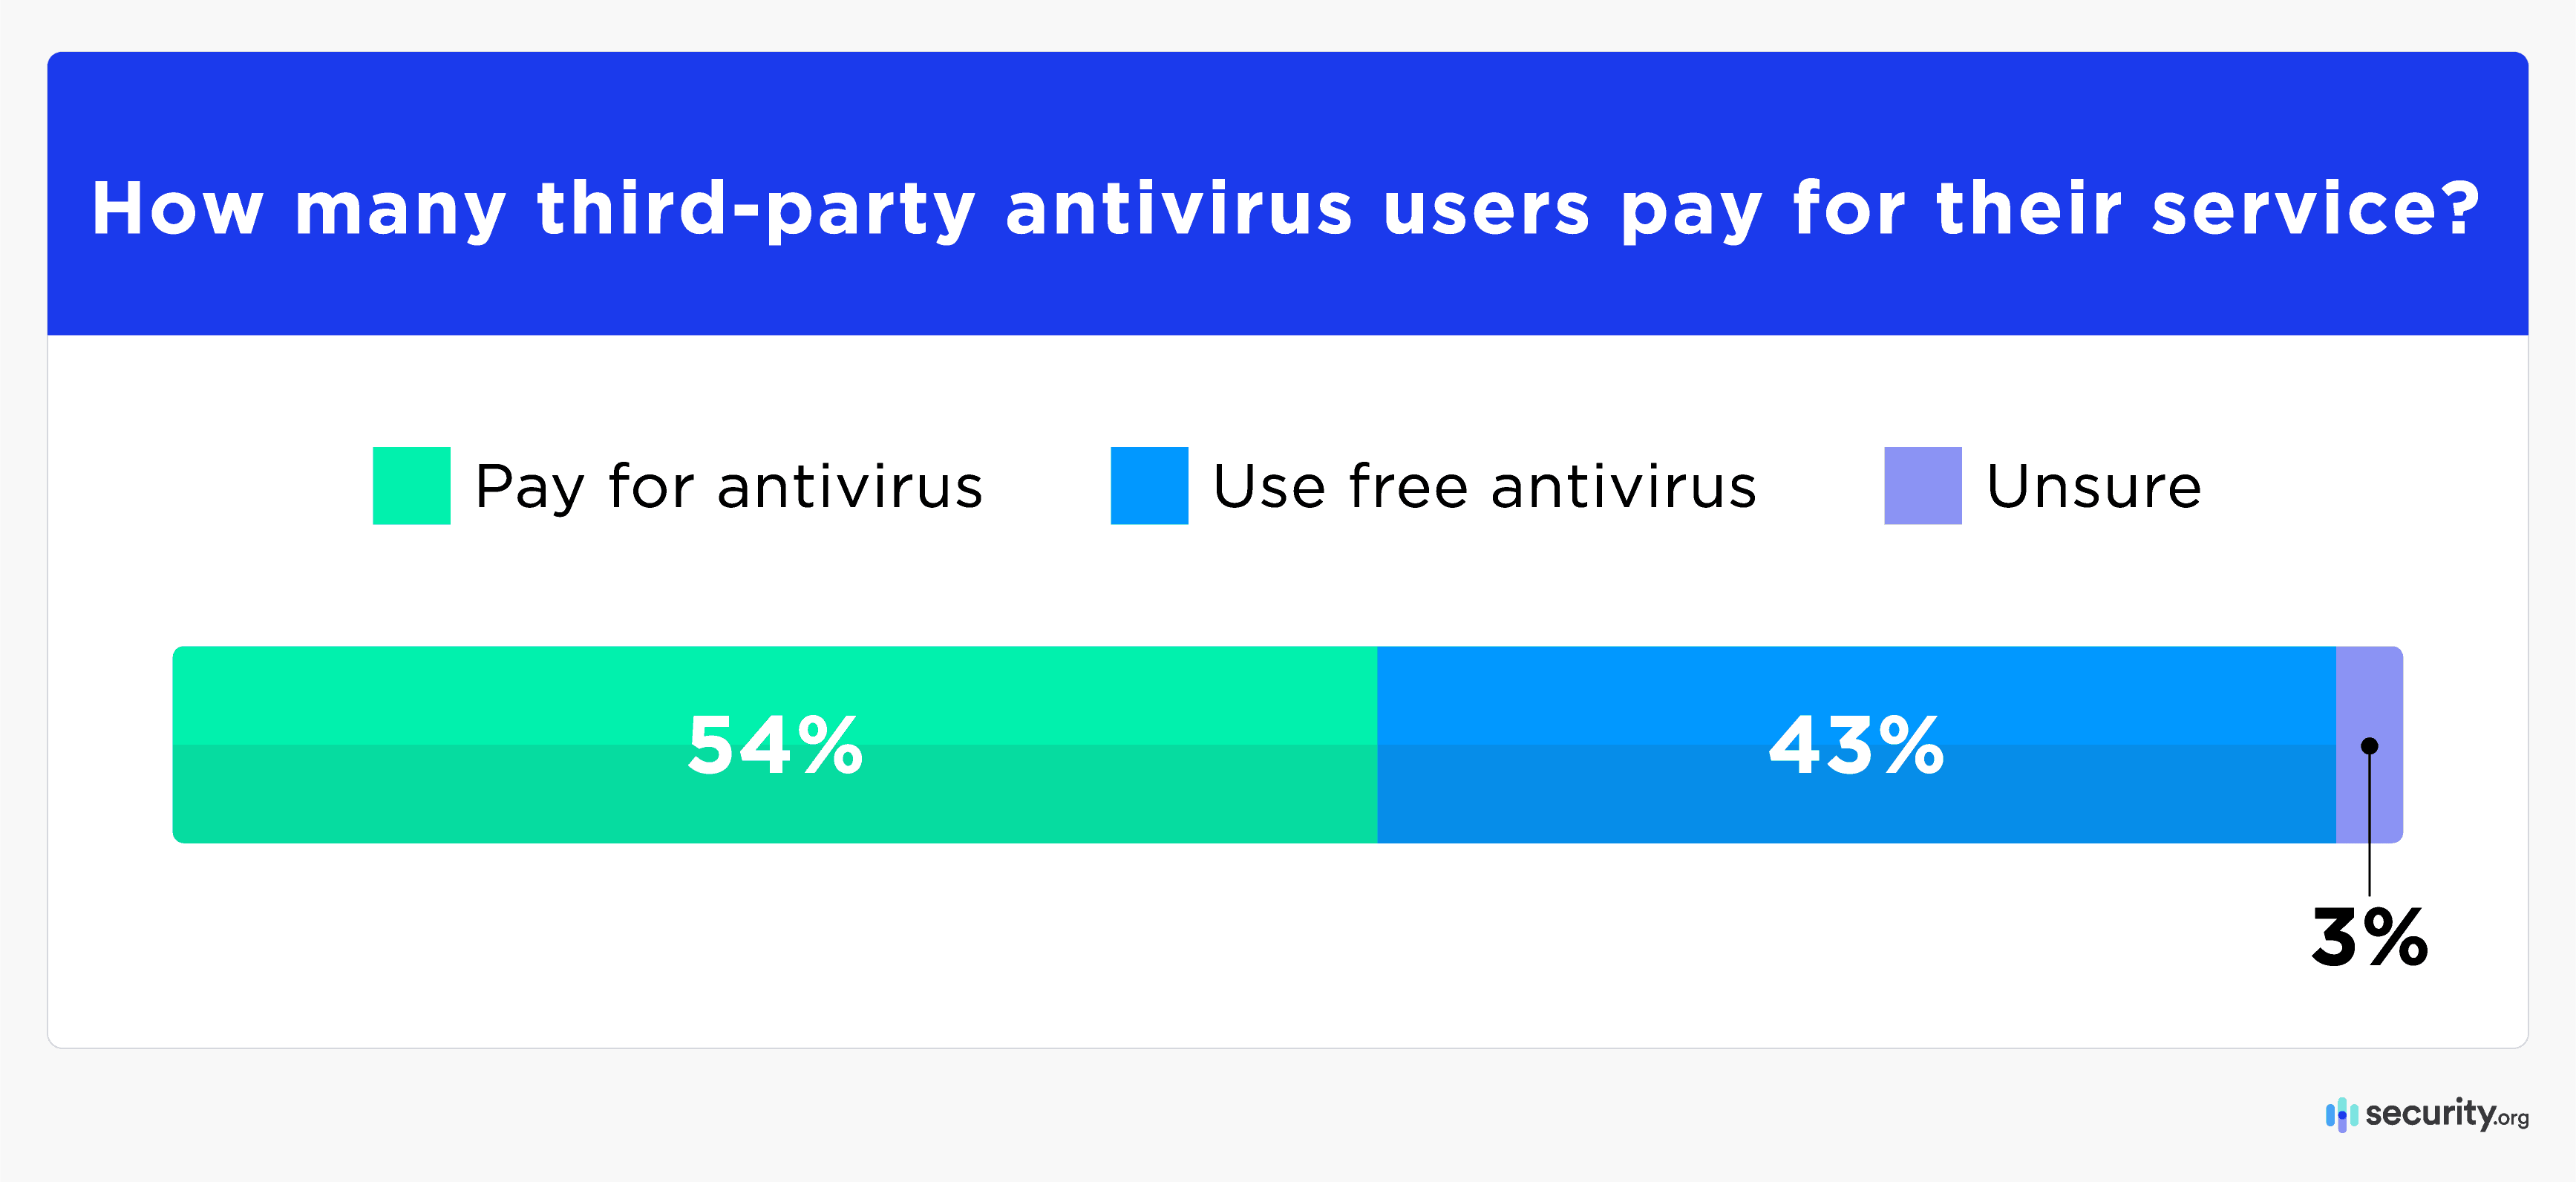 How many third-party antivirus users pay for their service?
Pay for antivirus
Use free antivirus
Unsure
54%
43%
3%
security.org